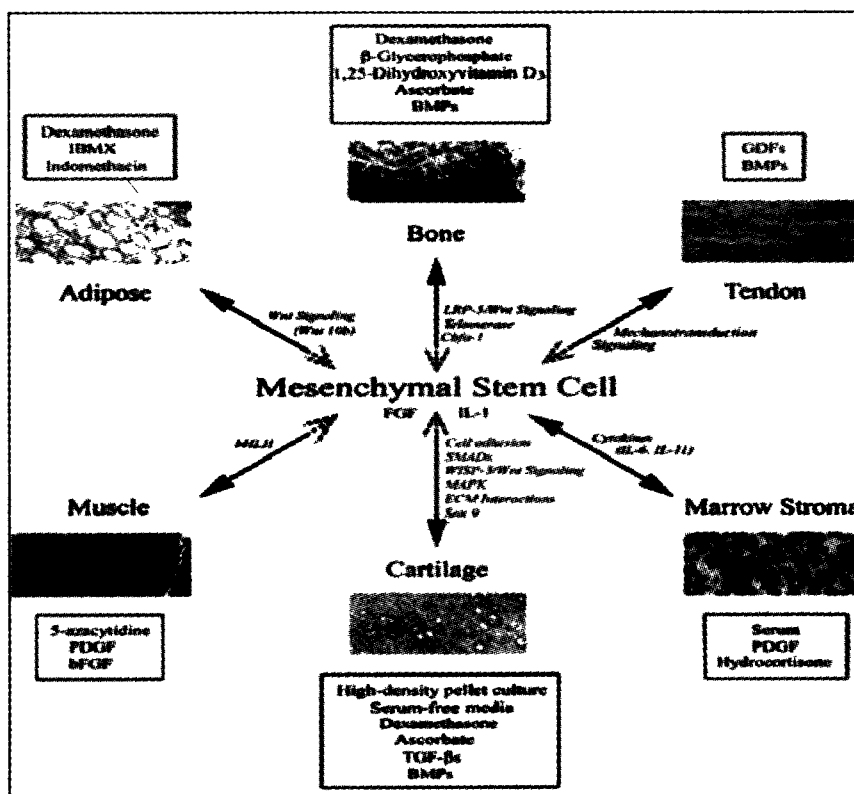 Dexamethasone
β-Glycerophosphate
1,25-Dihydroxyvitamin D3
Ascorbate
BMPs
Dexamethasone
IBMX
Indomethacin
GDFs
BMPs
Bone
Adipose
Tendon
Wnt Signaling
(Wnt 10b)
LRP-5/Wnt Signaling
Telomerase
Cbfa-1
Mechanotransduction
Signaling
Mesenchymal Stem Cell
FGF IL-1
Cell adhesion
SMADs
WISP-3/Wnt Signaling
MAPK
ECM Interactions
Sox 9
Cytokines
(IL-6, IL-11)
Muscle
Marrow Stroma
Cartilage
5-azacytidine
PDGF
bFGF
Serum
PDGF
Hydrocortisone
High-density pellet culture
Serum-free media
Dexamethasone
Ascorbate
TGF-βs
BMPs